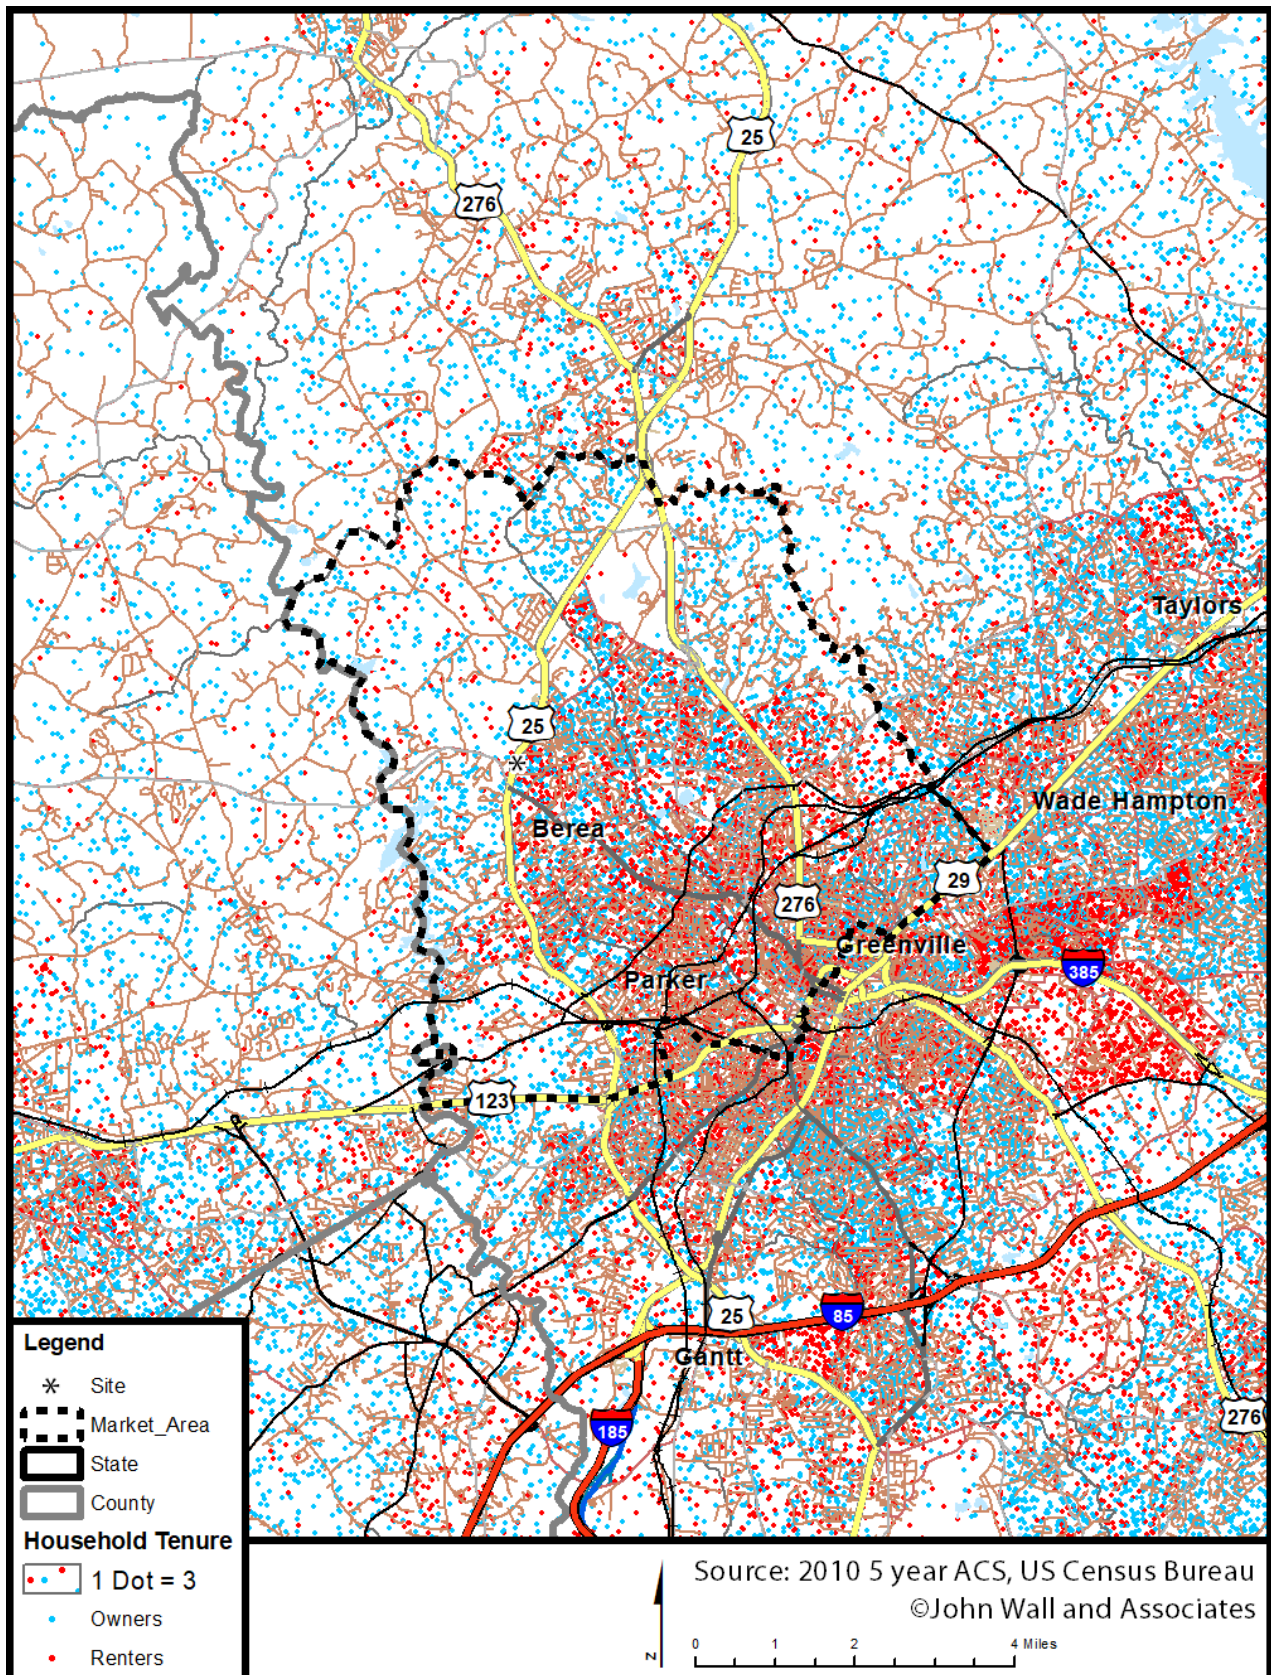 25
276
Taylors
25
Wade Hampton
Berea
29
276
Greenville
385
Parker
123
25
85
Gantt
276
185
Legend
Site
Market_Area
State
County
Household Tenure
1 Dot = 3
Owners
Renters
Source: 2010 5 year ACS, US Census Bureau
©John Wall and Associates
N
0 1 2 4 Miles